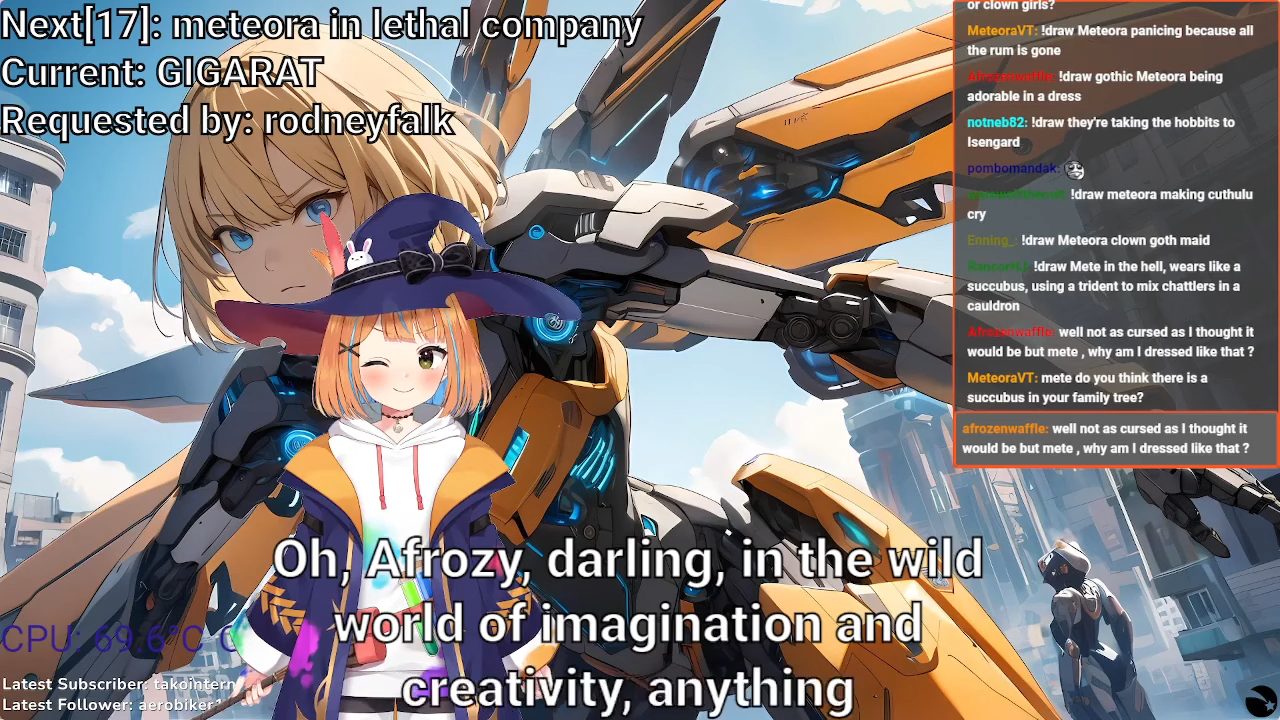 Next[17]: meteora in lethal company
Current: GIGARAT
Requested by: rodneyfalk
or clown girls?
MeteoraVT: !draw Meteora panicing because all
the rum is gone
Afrozenwaffle: !draw gothic Meteora being
adorable in a dress
notneb82: !draw they're taking the hobbits to
Isengard
pombomandak:
!draw meteora making cuthulu
cry
Enning_: !draw Meteora clown goth maid
!draw Mete in the hell, wears like a
succubus, using a trident to mix chattlers in a
cauldron
Afrozenwaffle: well not as cursed as I thought it
would be but mete , why am I dressed like that ?
MeteoraVT: mete do you think there is a
succubus in your family tree?
afrozenwaffle: well not as cursed as I thought it
would be but mete , why am I dressed like that ?
Oh, Afrozy, darling, in the wild
world of imagination and
creativity, anything
CPU: 69.6°C
Latest Subscriber: takointern
Latest Follower: aerobiker